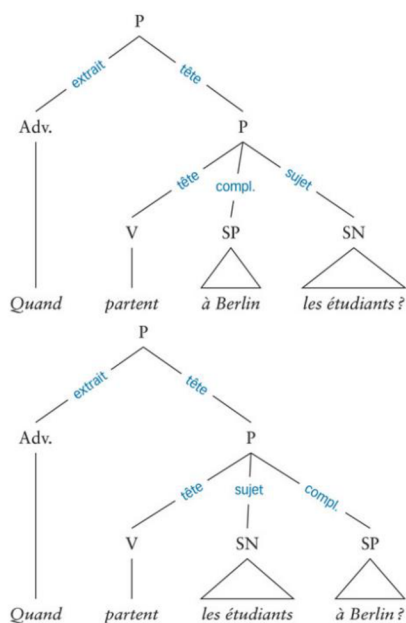 P
extrait tête
Adv. P
tête compl. sujet
V SP SN
Quand partent à Berlin les étudiants ?
P
extrait tête
Adv. P
tête sujet compl.
V SN SP
Quand partent les étudiants à Berlin ?